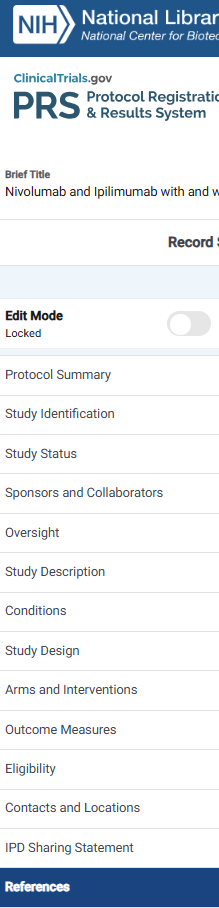 NIH
National Librar
National Center for Biotec
ClinicalTrials.gov
PRS Protocol Registratio
& Results System
Brief Title
Nivolumab and Ipilimumab with and w
Record S
Edit Mode
Locked
Protocol Summary
Study Identification
Study Status
Sponsors and Collaborators
Oversight
Study Description
Conditions
Study Design
Arms and Interventions
Outcome Measures
Eligibility
Contacts and Locations
IPD Sharing Statement
References